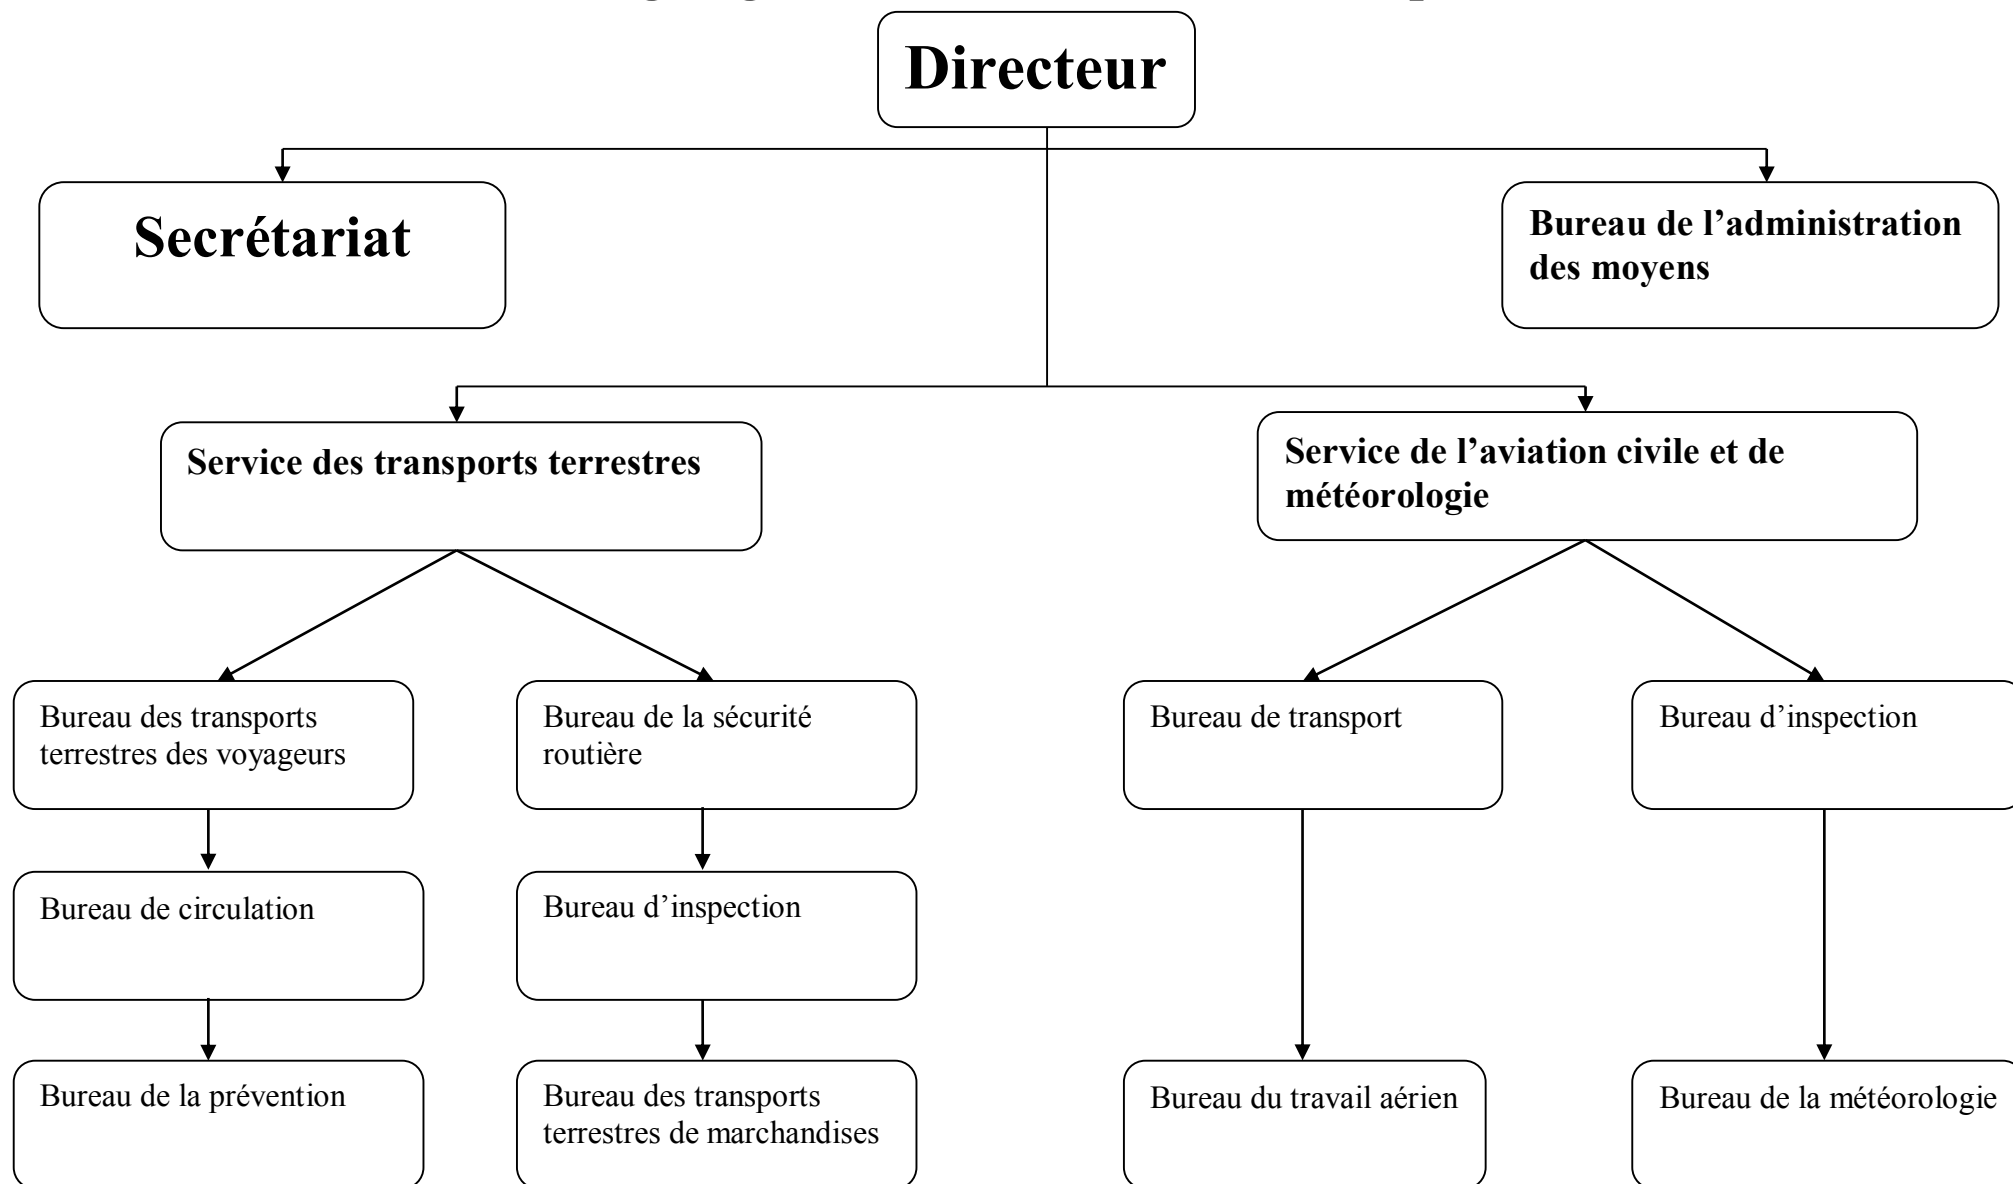 Directeur
Secrétariat
Bureau de l’administration
des moyens
Service des transports terrestres
Service de l’aviation civile et de
météorologie
Bureau des transports
terrestres des voyageurs
Bureau de la sécurité
routière
Bureau de transport
Bureau d’inspection
Bureau de circulation
Bureau d’inspection
Bureau de la prévention
Bureau des transports
terrestres de marchandises
Bureau du travail aérien
Bureau de la météorologie